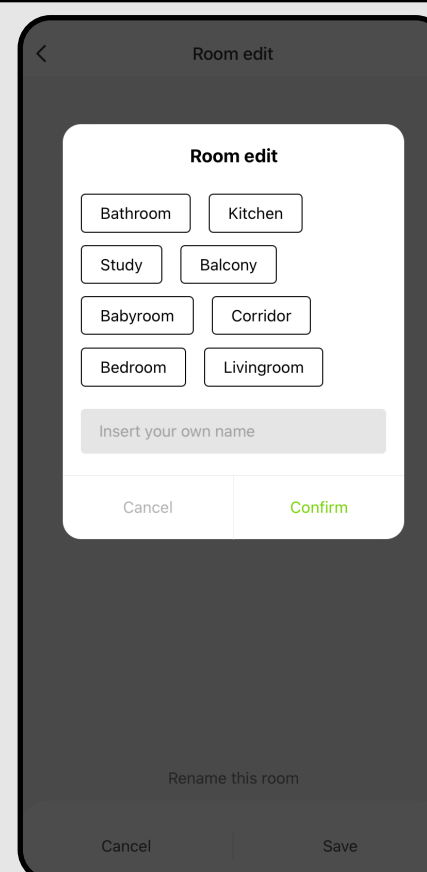 Room edit
Room edit
Bathroom Kitchen
Study Balcony
Babyroom Corridor
Bedroom Livingroom
Insert your own name
Cancel Confirm
Rename this room
Cancel Save